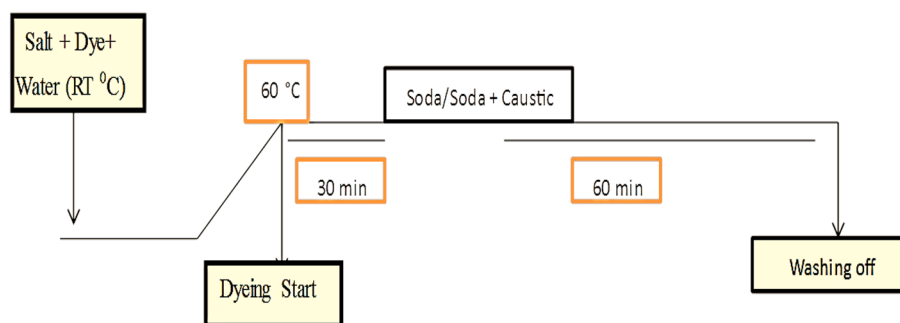 Salt + Dye+
Water (RT ⁰C)
60 °C
Soda/Soda + Caustic
30 min
60 min
Dyeing Start
Washing off